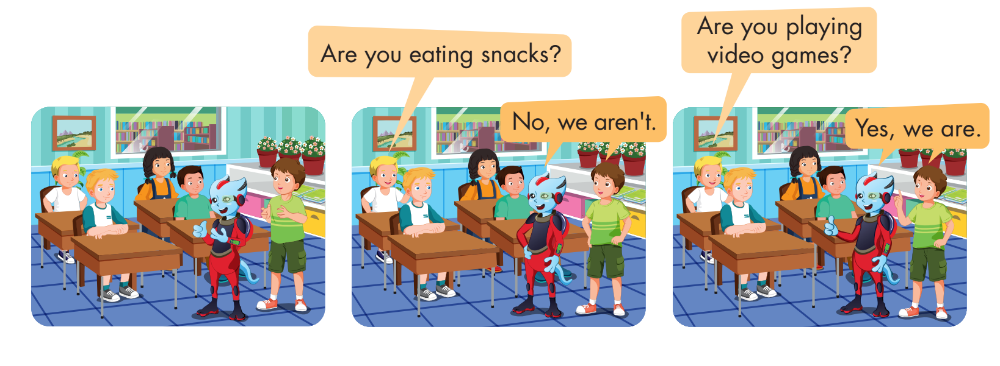 Are you eating snacks?
No, we aren't.
Are you playing
video games?
Yes, we are.